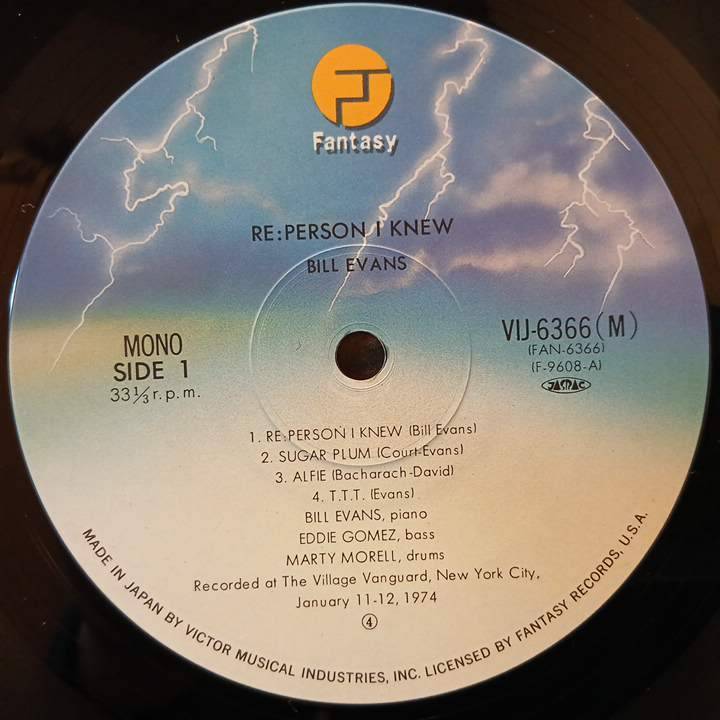 Fantasy
RE:PERSON I KNEW
BILL EVANS
MONO
SIDE 1
33 1/3 r.p.m.
VIJ-6366(M)
(FAN-6366)
(F-9608-A)
JASRAC
1. RE:PERSON I KNEW (Bill Evans)
2. SUGAR PLUM (Court-Evans)
3. ALFIE (Bacharach-David)
4. T.T.T. (Evans)
BILL EVANS, piano
EDDIE GOMEZ, bass
MARTY MORELL, drums
Recorded at The Village Vanguard, New York City,
January 11-12, 1974
④
MADE IN JAPAN BY VICTOR MUSICAL INDUSTRIES, INC. LICENSED BY FANTASY RECORDS, U.S.A.